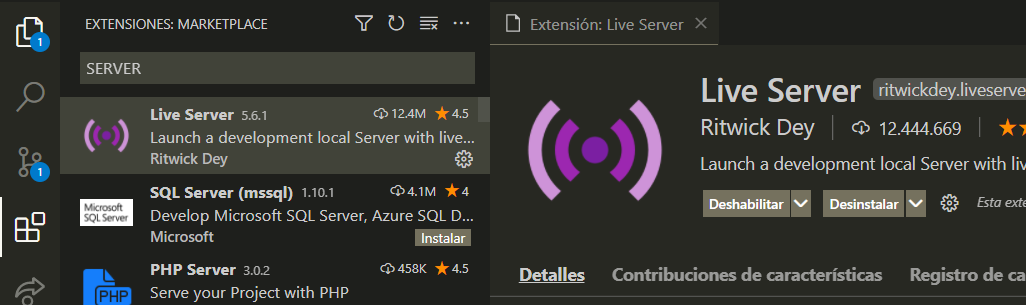 EXTENSIONES: MARKETPLACE
SERVER
1
1
Live Server 5.6.1 12.4M 4.5
Launch a development local Server with live...
Ritwick Dey
Microsoft
SQL Server
SQL Server (mssql) 1.10.1 4.1M 4
Develop Microsoft SQL Server, Azure SQL D...
Microsoft Instalar
PHP
PHP Server 3.0.2 458K 4.5
Serve your Project with PHP
Extensión: Live Server
Live Server ritwickdey.liveserve
Ritwick Dey 12.444.669
Launch a development local Server with liv
Deshabilitar Desinstalar Esta exte
Detalles Contribuciones de características Registro de ca